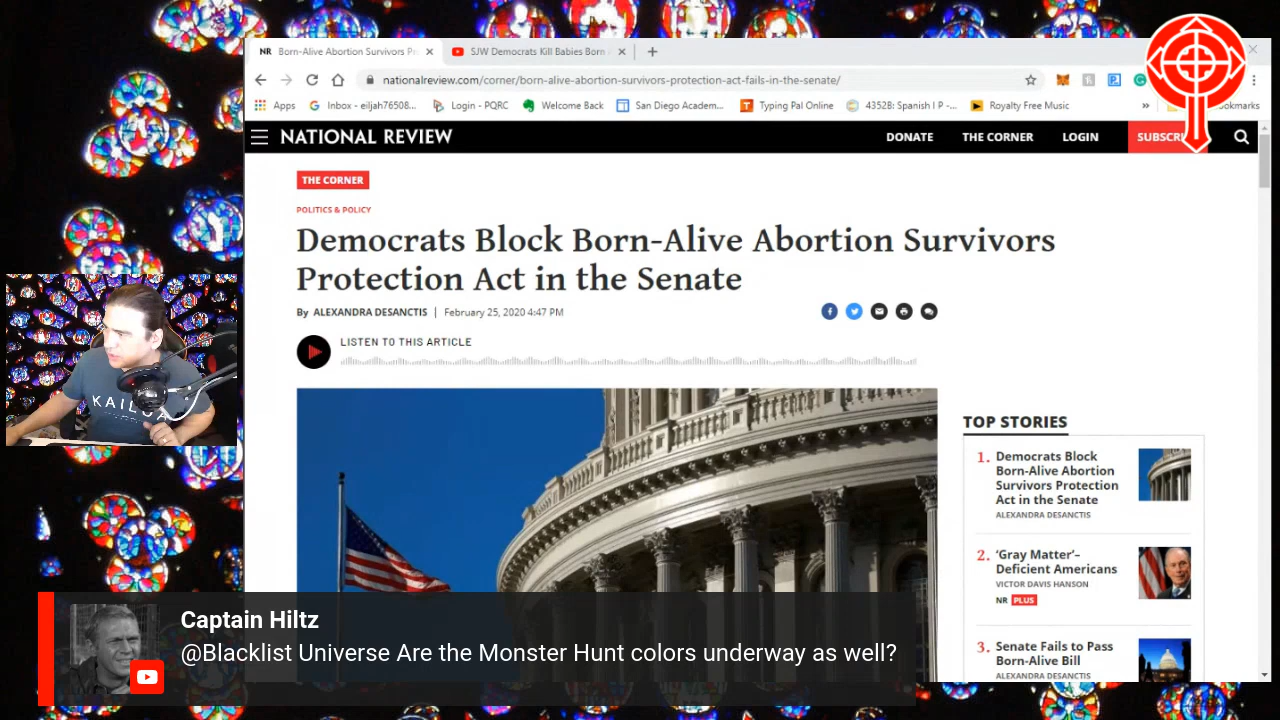 NR Born-Alive Abortion Survivors Pr
SJW Democrats Kill Babies Born
nationalreview.com/corner/born-alive-abortion-survivors-protection-act-fails-in-the-senate/
Apps
Inbox - eiljah76508...
Login - PQRC
Welcome Back
San Diego Academ...
Typing Pal Online
4352B: Spanish I P -...
Royalty Free Music
»
okmarks
NATIONAL REVIEW
DONATE
THE CORNER
LOGIN
SUBSCRI
THE CORNER
POLITICS & POLICY
Democrats Block Born-Alive Abortion Survivors
Protection Act in the Senate
By ALEXANDRA DESANCTIS | February 25, 2020 4:47 PM
LISTEN TO THIS ARTICLE
TOP STORIES
1. Democrats Block
Born-Alive Abortion
Survivors Protection
Act in the Senate
ALEXANDRA DESANCTIS
2. ‘Gray Matter’–
Deficient Americans
VICTOR DAVIS HANSON
NR PLUS
3. Senate Fails to Pass
Born-Alive Bill
ALEXANDRA DESANCTIS
KAILUA
Captain Hiltz
@Blacklist Universe Are the Monster Hunt colors underway as well?